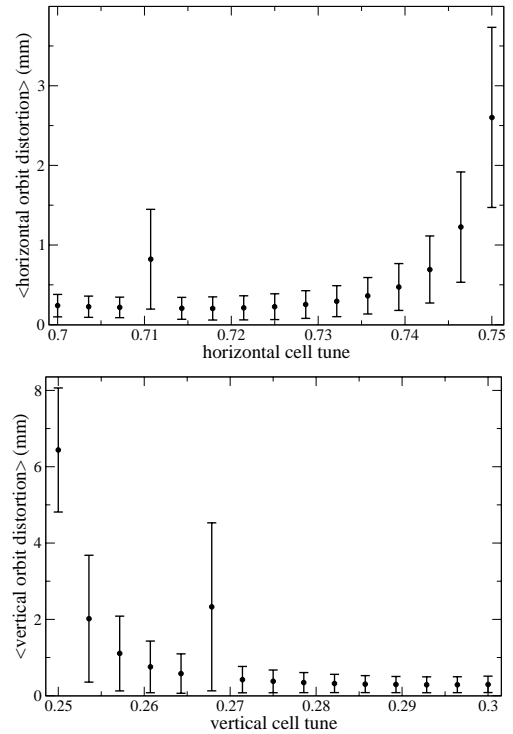 3
2
1
0
<horizontal orbit distortion> (mm)
0.7 0.71 0.72 0.73 0.74 0.75
horizontal cell tune
8
6
4
2
0
<vertical orbit distortion> (mm)
0.25 0.26 0.27 0.28 0.29 0.3
vertical cell tune